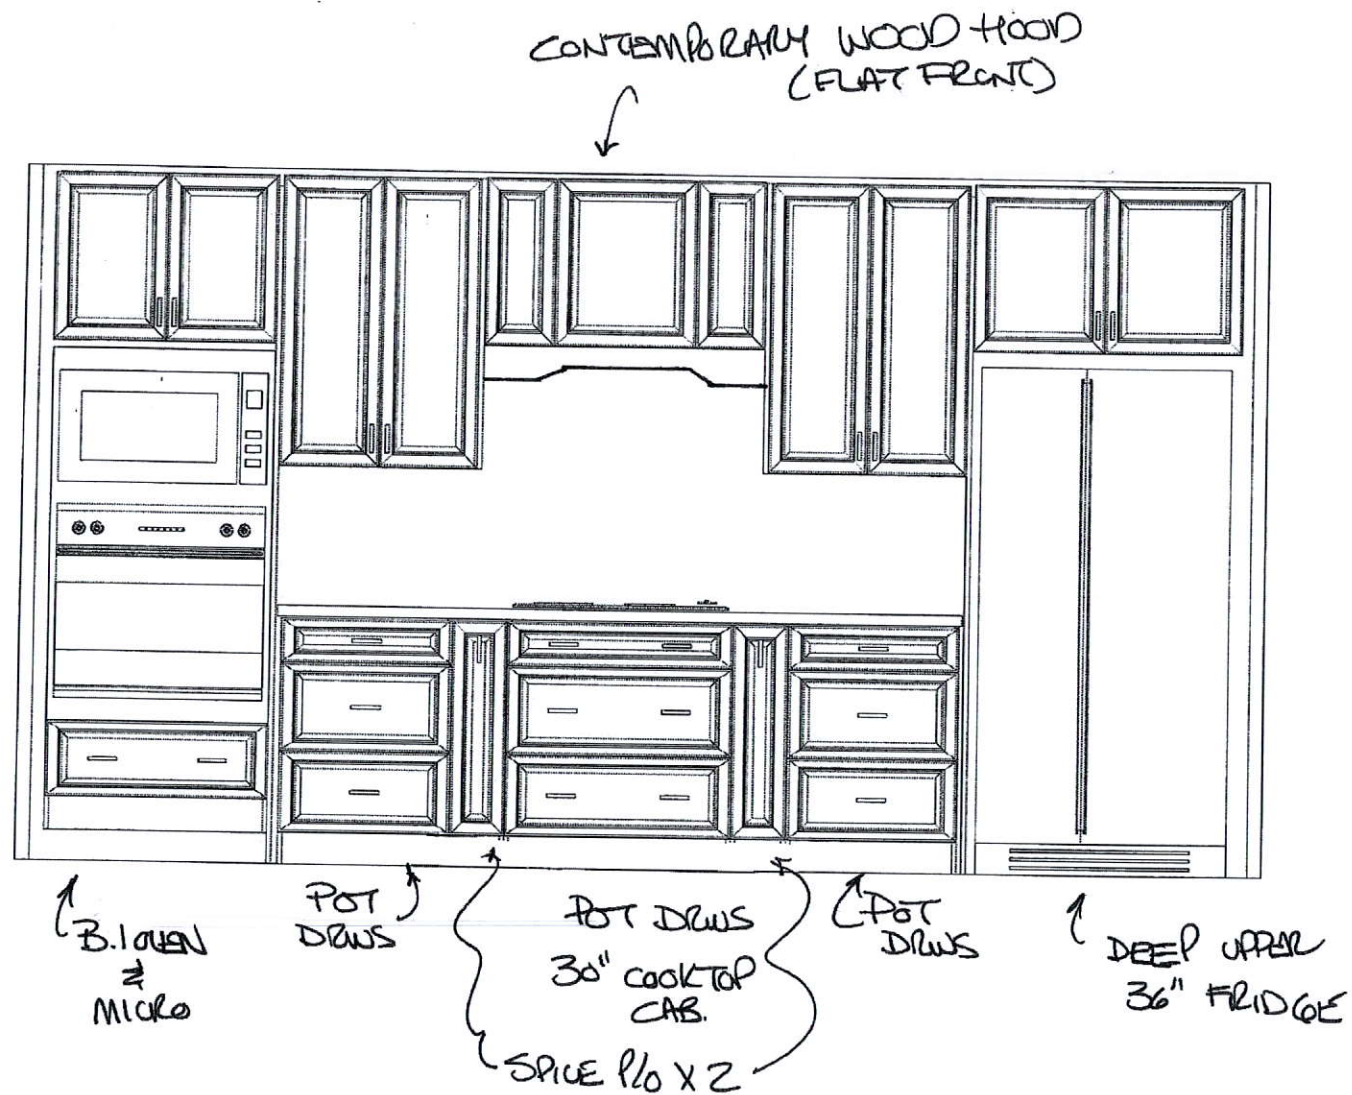 CONTEMPORARY WOOD HOOD
(FLAT FRONT)
B.I OVEN
&
MICRO
POT
DRWS
POT DRWS
30" COOKTOP
CAB.
SPICE P/O X 2
POT
DRWS
DEEP UPPER
36" FRIDGE